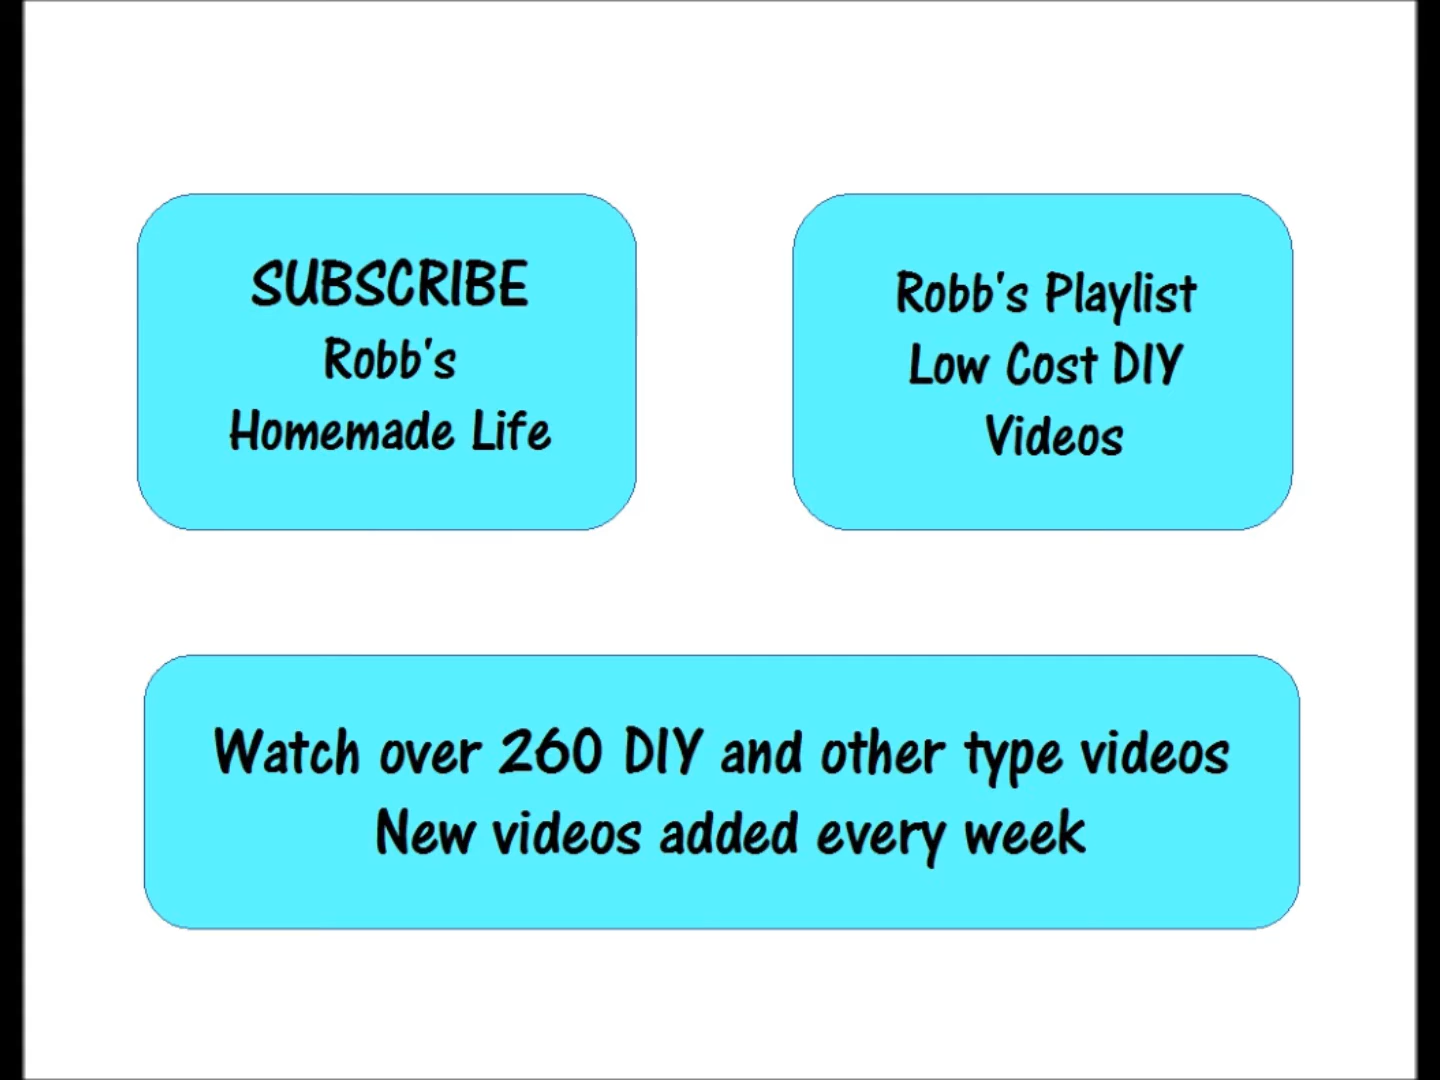 SUBSCRIBE
Robb's
Homemade Life
Robb's Playlist
Low Cost DIY
Videos
Watch over 260 DIY and other type videos
New videos added every week